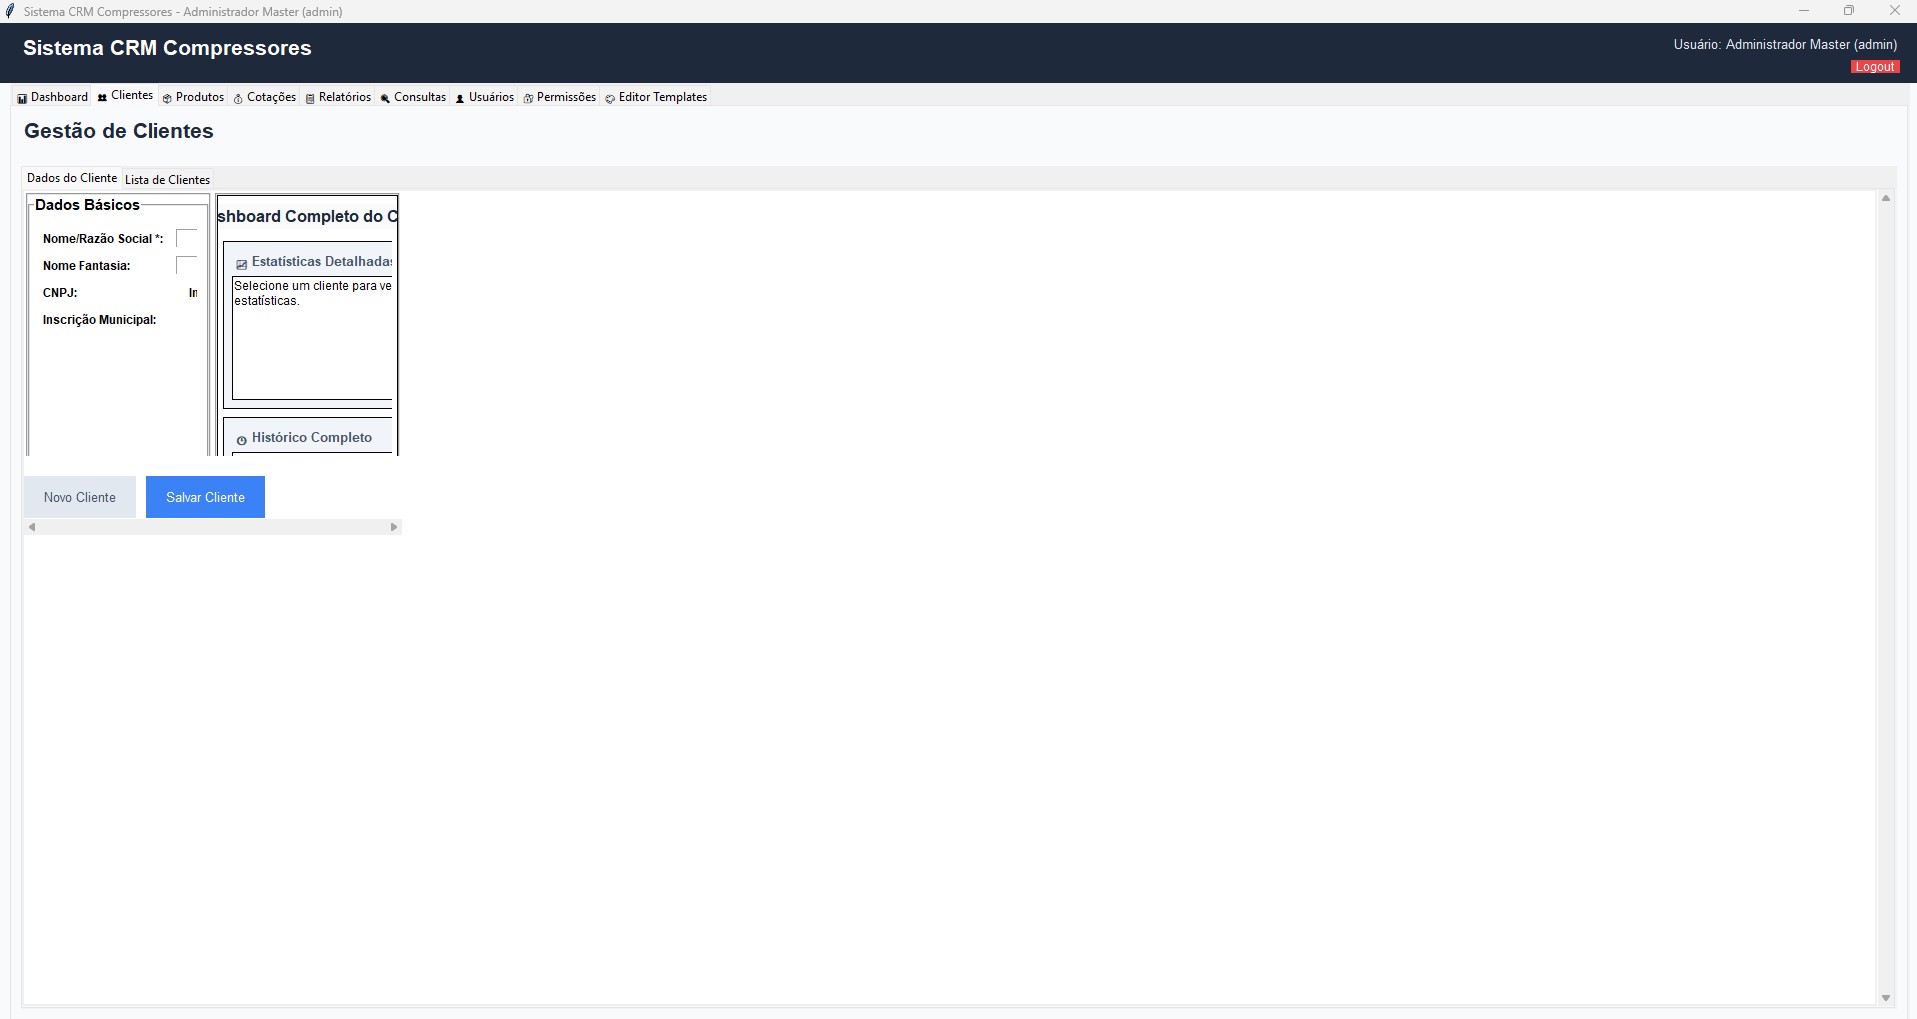 Sistema CRM Compressores - Administrador Master (admin)
Sistema CRM Compressores
Usuário: Administrador Master (admin)
Logout
Dashboard Clientes Produtos Cotações Relatórios Consultas Usuários Permissões Editor Templates
Gestão de Clientes
Dados do Cliente Lista de Clientes
Dados Básicos
Nome/Razão Social *:
Nome Fantasia:
CNPJ:
In
Inscrição Municipal:
shboard Completo do C
Estatísticas Detalhadas
Selecione um cliente para ve
estatísticas.
Histórico Completo
Novo Cliente
Salvar Cliente